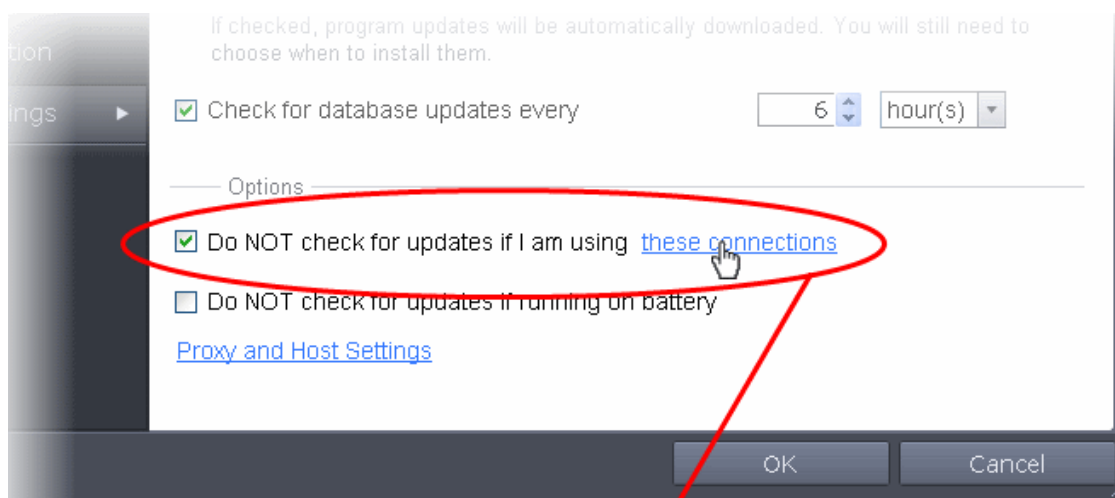 If checked, program updates will be automatically downloaded. You will still need to
tion
choose when to install them.
ings
Check for database updates every 6 hour(s)
Options
Do NOT check for updates if I am using these connections
Do NOT check for updates if running on battery
Proxy and Host Settings
OK Cancel